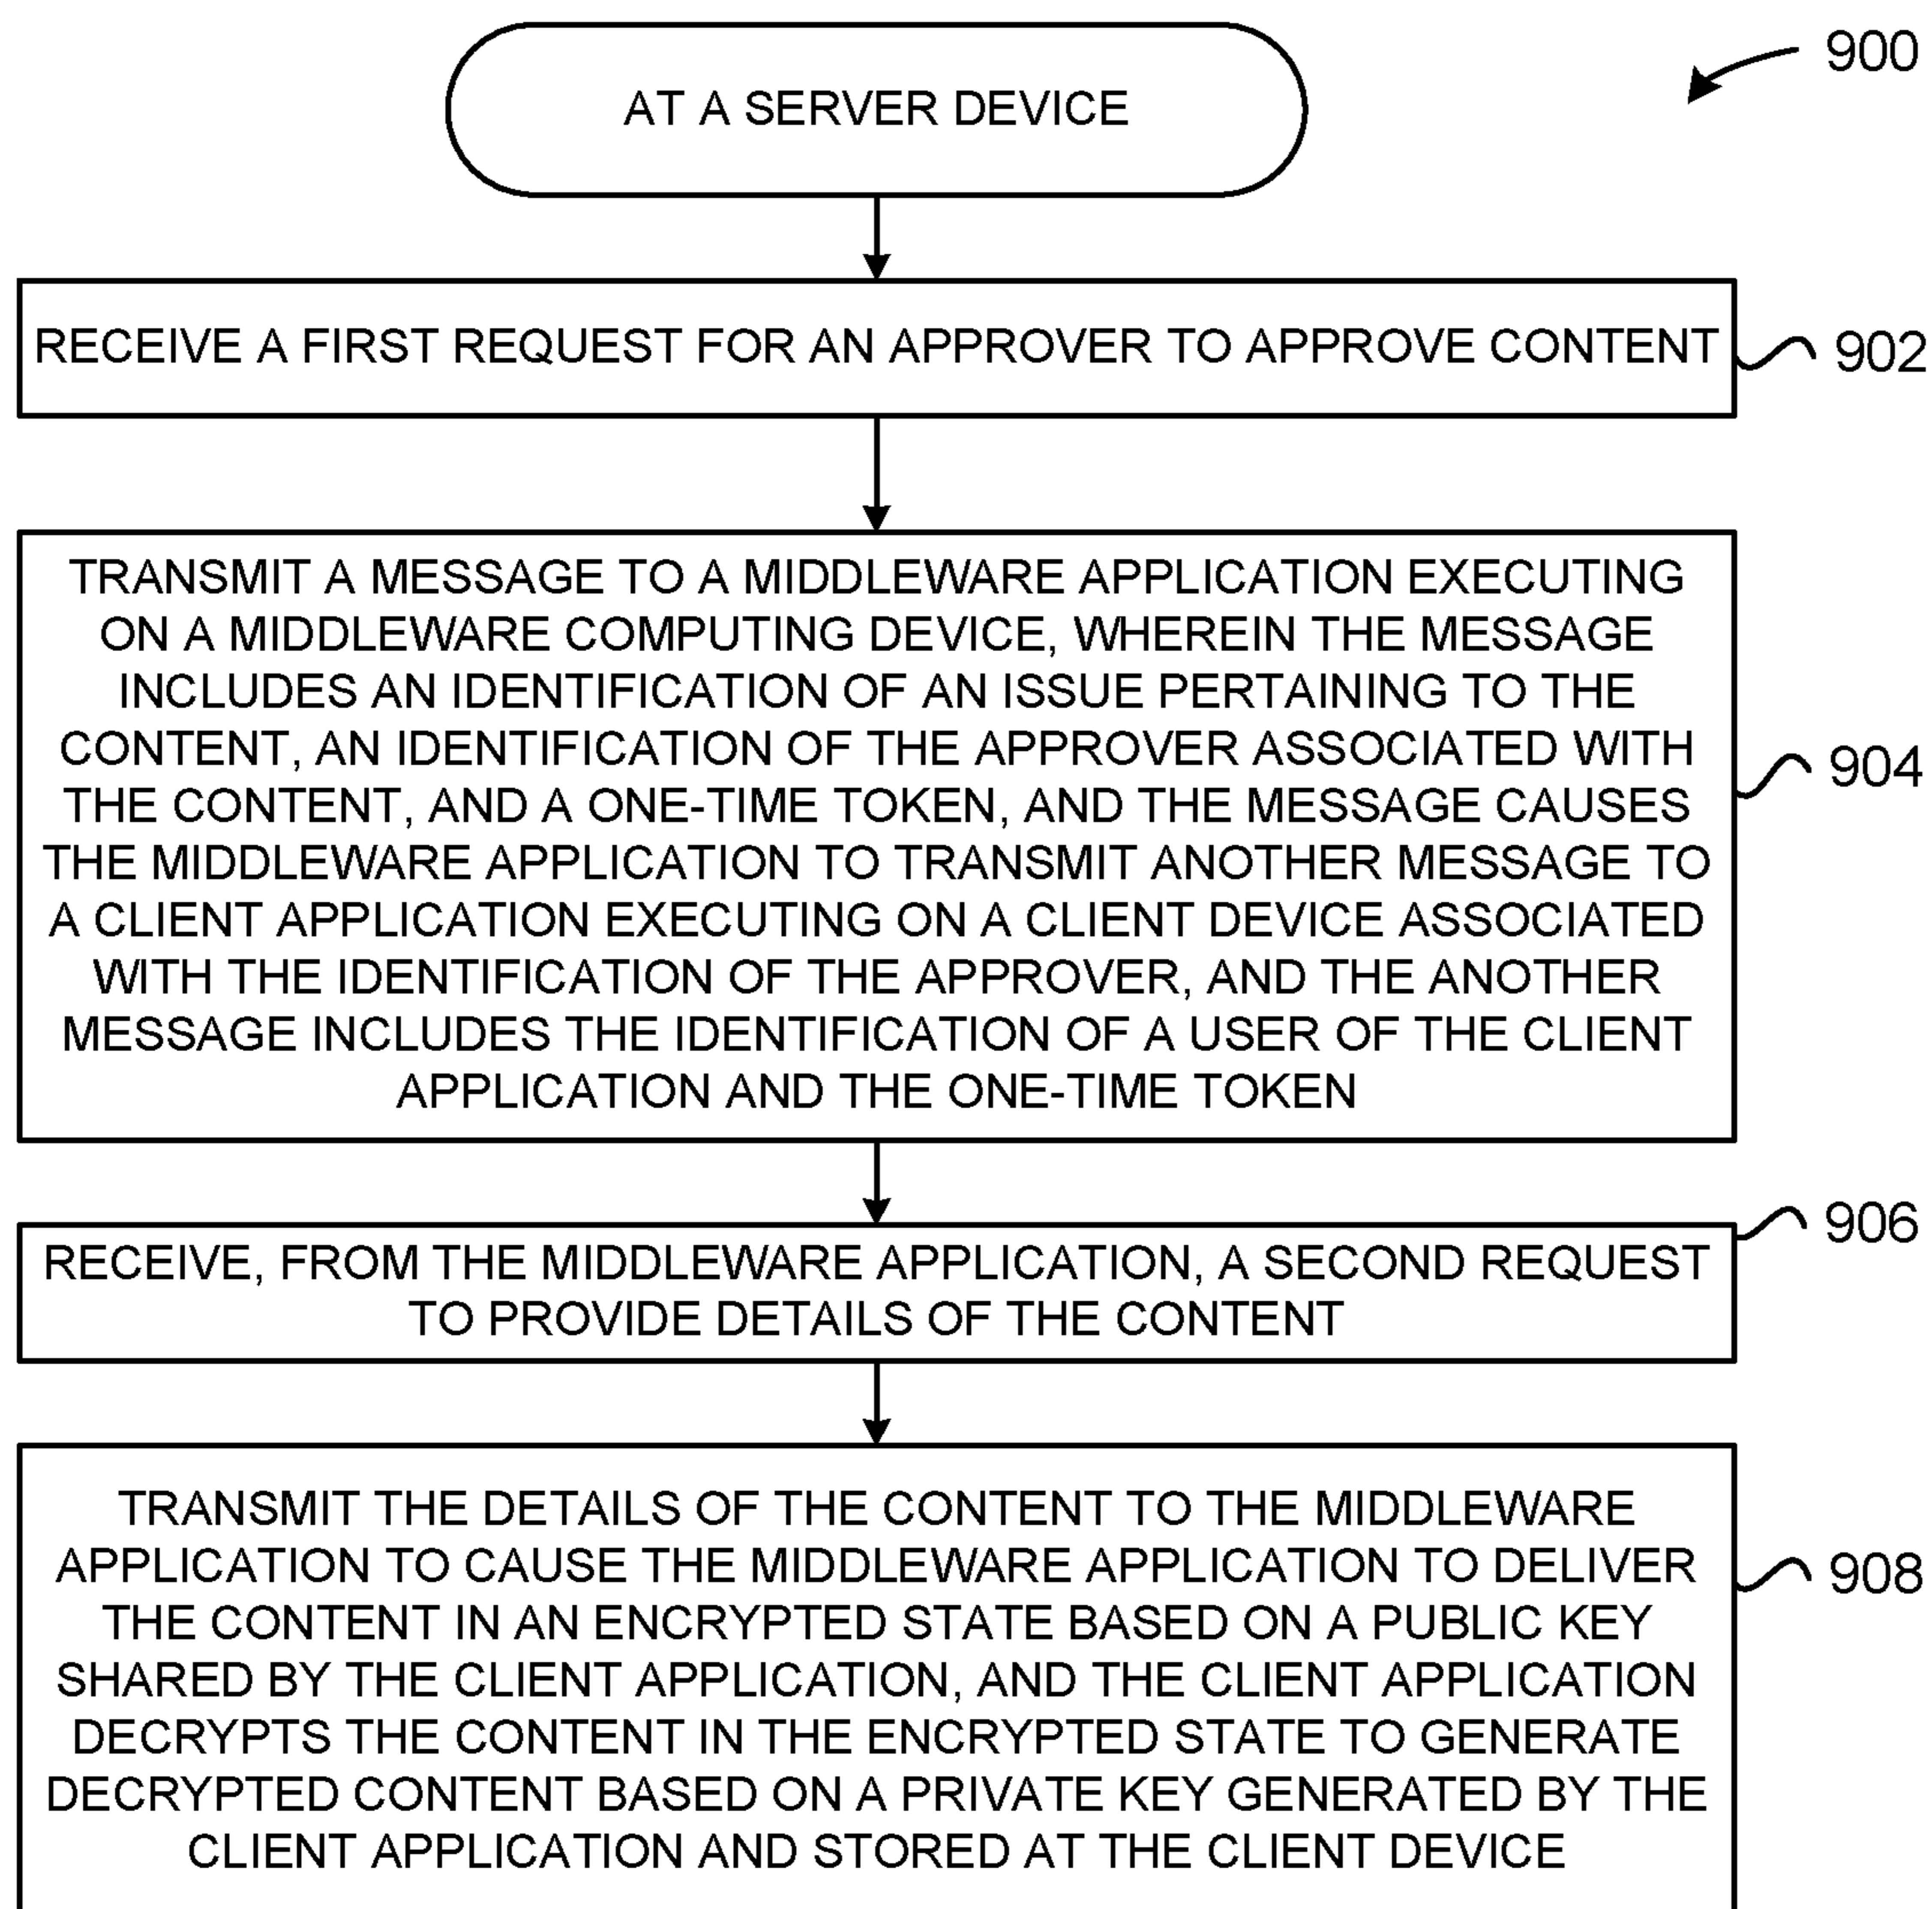 AT A SERVER DEVICE
900
RECEIVE A FIRST REQUEST FOR AN APPROVER TO APPROVE CONTENT
902
TRANSMIT A MESSAGE TO A MIDDLEWARE APPLICATION EXECUTING
ON A MIDDLEWARE COMPUTING DEVICE, WHEREIN THE MESSAGE
INCLUDES AN IDENTIFICATION OF AN ISSUE PERTAINING TO THE
CONTENT, AN IDENTIFICATION OF THE APPROVER ASSOCIATED WITH
THE CONTENT, AND A ONE-TIME TOKEN, AND THE MESSAGE CAUSES
THE MIDDLEWARE APPLICATION TO TRANSMIT ANOTHER MESSAGE TO
A CLIENT APPLICATION EXECUTING ON A CLIENT DEVICE ASSOCIATED
WITH THE IDENTIFICATION OF THE APPROVER, AND THE ANOTHER
MESSAGE INCLUDES THE IDENTIFICATION OF A USER OF THE CLIENT
APPLICATION AND THE ONE-TIME TOKEN
904
RECEIVE, FROM THE MIDDLEWARE APPLICATION, A SECOND REQUEST
TO PROVIDE DETAILS OF THE CONTENT
906
TRANSMIT THE DETAILS OF THE CONTENT TO THE MIDDLEWARE
APPLICATION TO CAUSE THE MIDDLEWARE APPLICATION TO DELIVER
THE CONTENT IN AN ENCRYPTED STATE BASED ON A PUBLIC KEY
SHARED BY THE CLIENT APPLICATION, AND THE CLIENT APPLICATION
DECRYPTS THE CONTENT IN THE ENCRYPTED STATE TO GENERATE
DECRYPTED CONTENT BASED ON A PRIVATE KEY GENERATED BY THE
CLIENT APPLICATION AND STORED AT THE CLIENT DEVICE
908